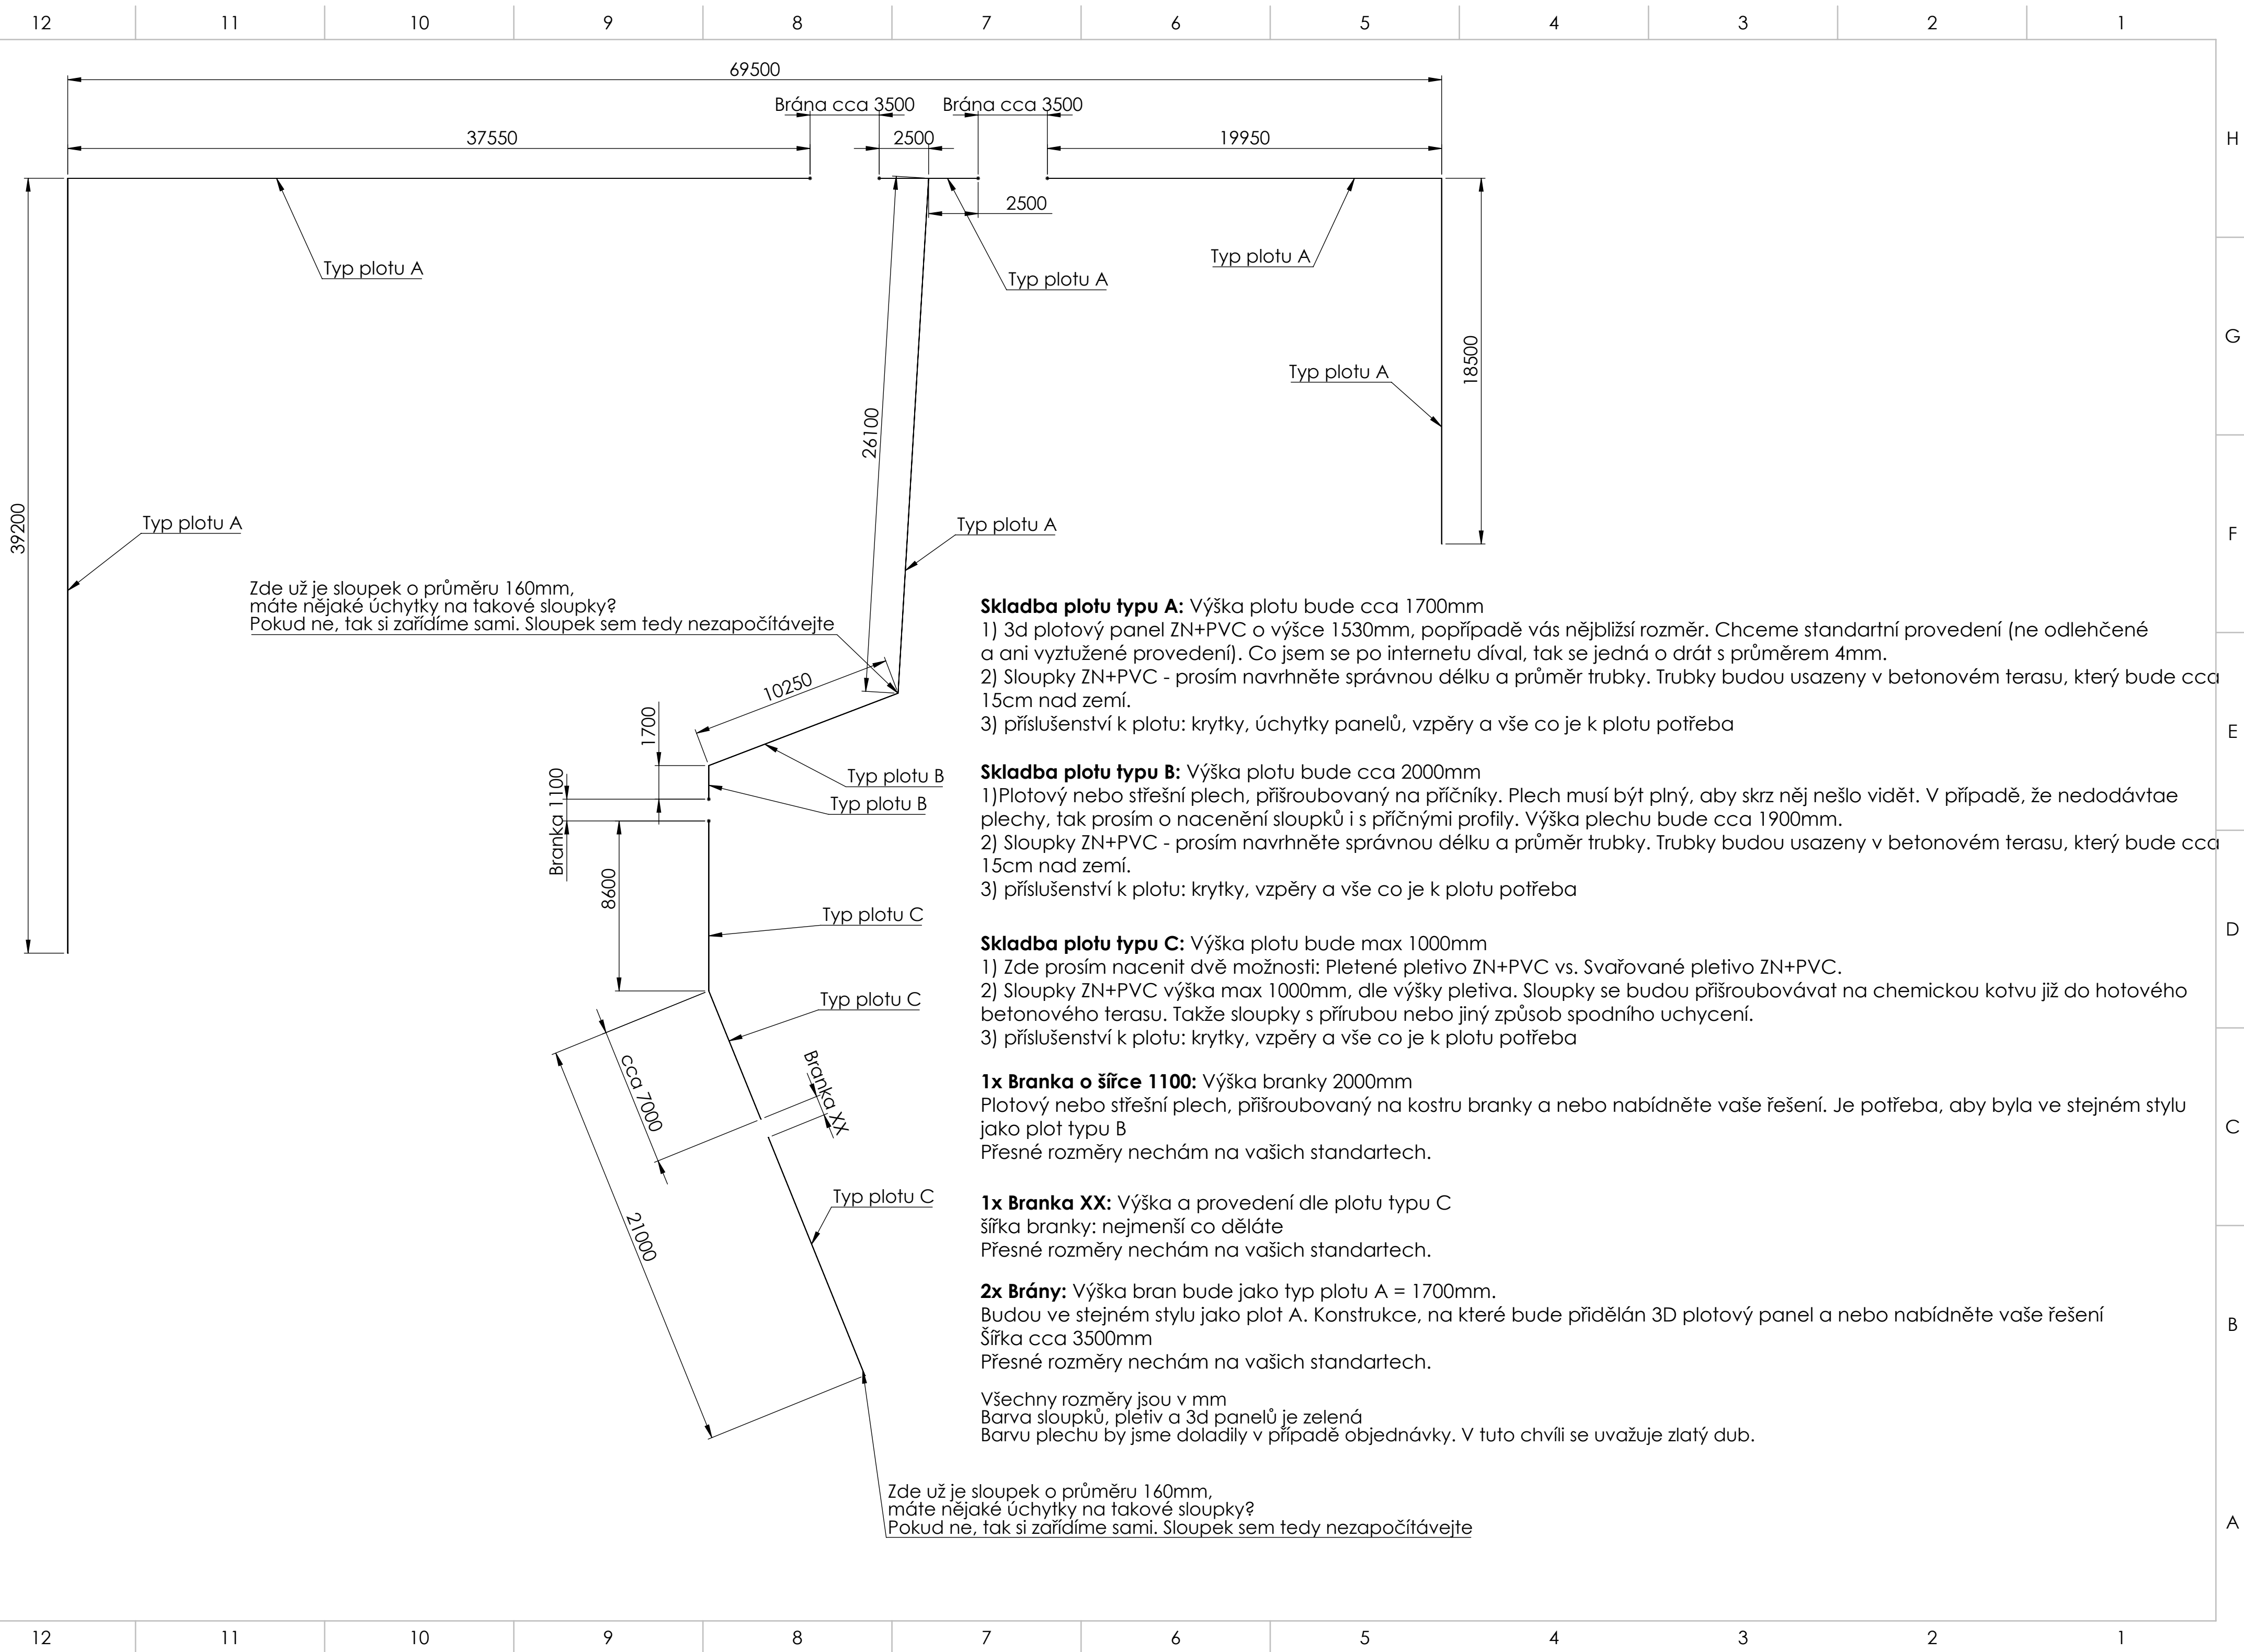 12 11 10 9 8 7 6 5 4 3 2 1
69500
Brána cca 3500 Brána cca 3500
37550 2500 19950
H
2500
Typ plotu A
Typ plotu A
Typ plotu A
G
18500
Typ plotu A
26100
39200
Typ plotu A
Typ plotu A
F
Zde už je sloupek o průměru 160mm,
máte nějaké úchytky na takové sloupky?
Pokud ne, tak si zařídíme sami. Sloupek sem tedy nezapočítávejte
10250
1700
E
Branka 1100
Typ plotu B
Typ plotu B
8600
Typ plotu C
D
Typ plotu C
cca 7000
Branka XX
C
Typ plotu C
21000
B
Skladba plotu typu A: Výška plotu bude cca 1700mm
1) 3d plotový panel ZN+PVC o výšce 1530mm, popřípadě vás nějbližsí rozměr. Chceme standartní provedení (ne odlehčené
a ani vyztužené provedení). Co jsem se po internetu díval, tak se jedná o drát s průměrem 4mm.
2) Sloupky ZN+PVC - prosím navrhněte správnou délku a průměr trubky. Trubky budou usazeny v betonovém terasu, který bude cca
15cm nad zemí.
3) příslušenství k plotu: krytky, úchytky panelů, vzpěry a vše co je k plotu potřeba
Skladba plotu typu B: Výška plotu bude cca 2000mm
1)Plotový nebo střešní plech, přišroubovaný na příčníky. Plech musí být plný, aby skrz něj nešlo vidět. V případě, že nedodávtae
plechy, tak prosím o nacenění sloupků i s příčnými profily. Výška plechu bude cca 1900mm.
2) Sloupky ZN+PVC - prosím navrhněte správnou délku a průměr trubky. Trubky budou usazeny v betonovém terasu, který bude cca
15cm nad zemí.
3) příslušenství k plotu: krytky, vzpěry a vše co je k plotu potřeba
Skladba plotu typu C: Výška plotu bude max 1000mm
1) Zde prosím nacenit dvě možnosti: Pletené pletivo ZN+PVC vs. Svařované pletivo ZN+PVC.
2) Sloupky ZN+PVC výška max 1000mm, dle výšky pletiva. Sloupky se budou přišroubovávat na chemickou kotvu již do hotového
betonového terasu. Takže sloupky s přírubou nebo jiný způsob spodního uchycení.
3) příslušenství k plotu: krytky, vzpěry a vše co je k plotu potřeba
1x Branka o šířce 1100: Výška branky 2000mm
Plotový nebo střešní plech, přišroubovaný na kostru branky a nebo nabídněte vaše řešení. Je potřeba, aby byla ve stejném stylu
jako plot typu B
Přesné rozměry nechám na vašich standartech.
1x Branka XX: Výška a provedení dle plotu typu C
šířka branky: nejmenší co děláte
Přesné rozměry nechám na vašich standartech.
2x Brány: Výška bran bude jako typ plotu A = 1700mm.
Budou ve stejném stylu jako plot A. Konstrukce, na které bude přidělán 3D plotový panel a nebo nabídněte vaše řešení
Šířka cca 3500mm
Přesné rozměry nechám na vašich standartech.
Všechny rozměry jsou v mm
Barva sloupků, pletiv a 3d panelů je zelená
Barvu plechu by jsme doladily v případě objednávky. V tuto chvíli se uvažuje zlatý dub.
Zde už je sloupek o průměru 160mm,
máte nějaké úchytky na takové sloupky?
Pokud ne, tak si zařídíme sami. Sloupek sem tedy nezapočítávejte
A
12 11 10 9 8 7 6 5 4 3 2 1